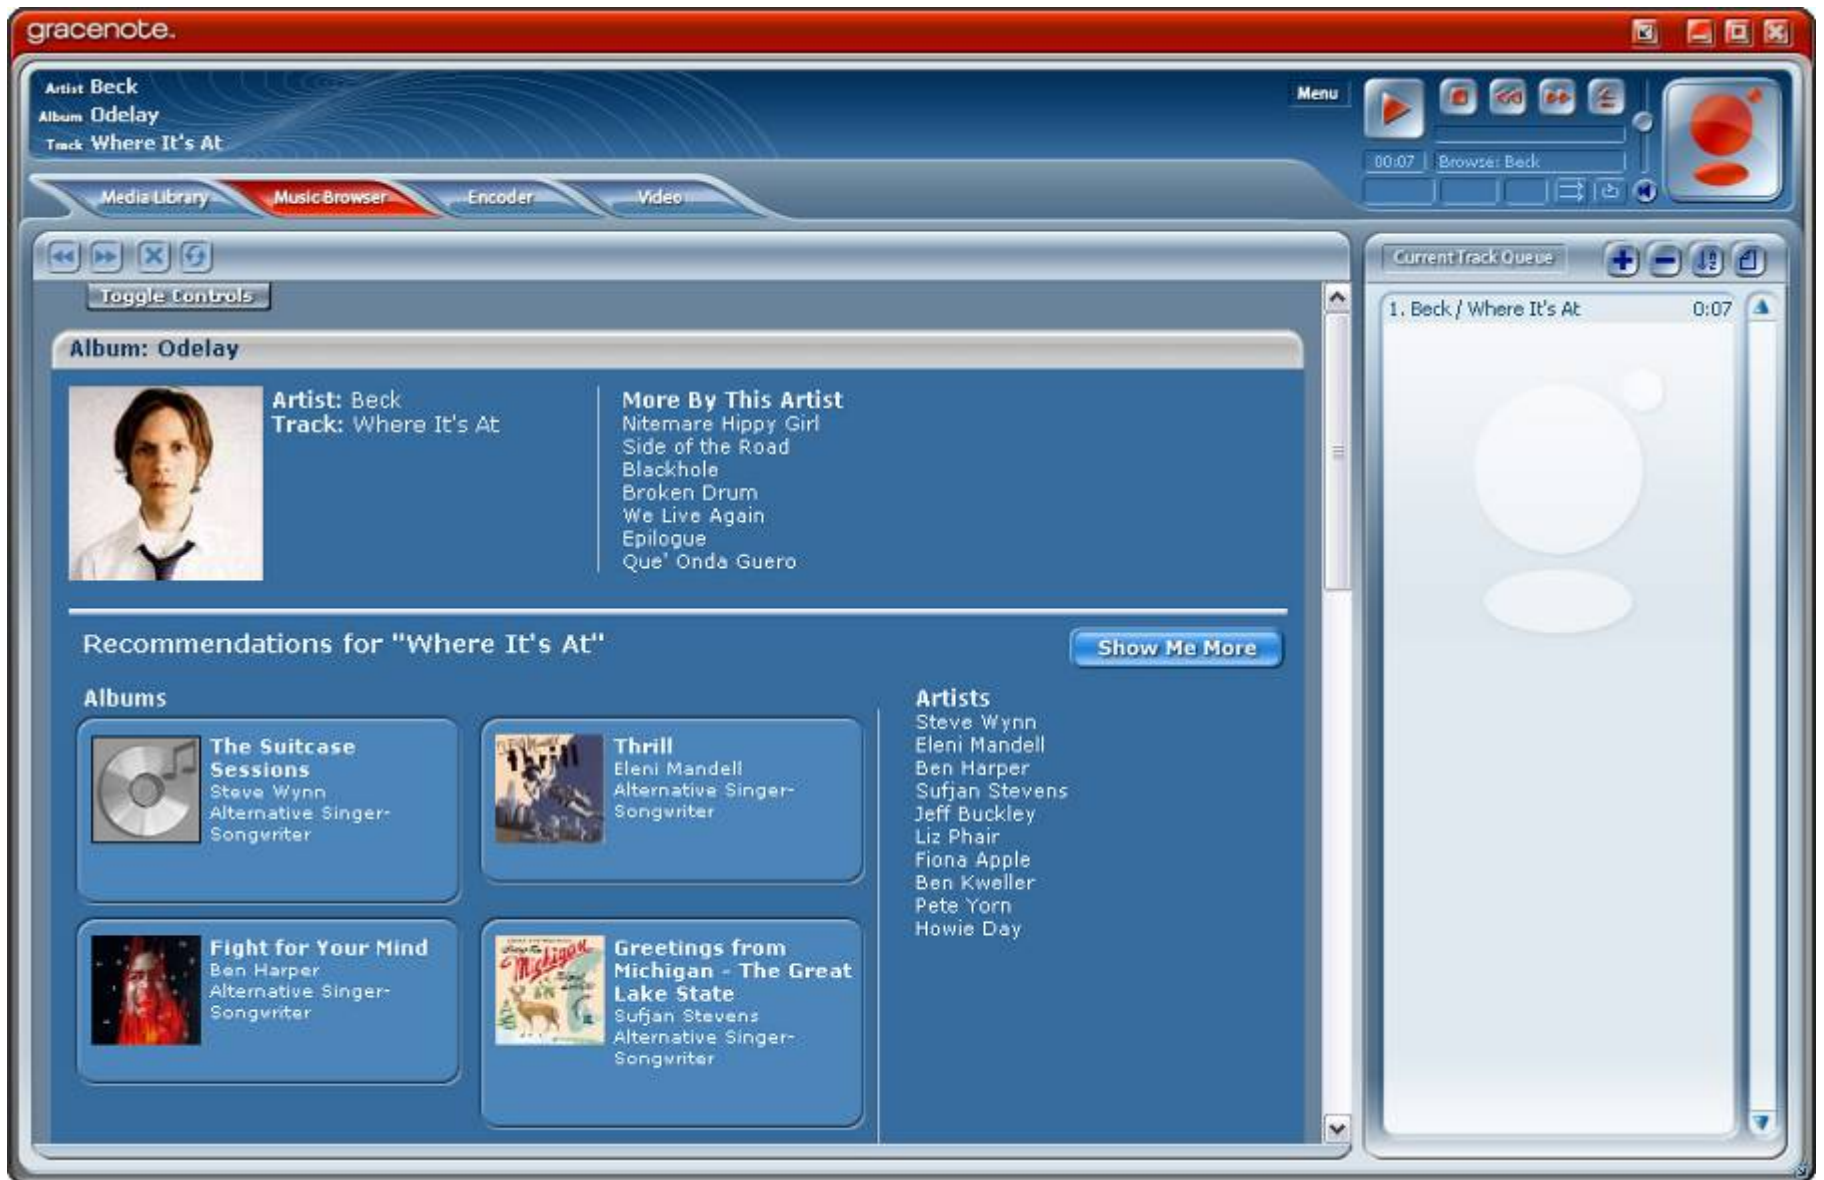 gracenote.
Artist Beck
Album Odelay
Track Where It's At
Menu
00:07
Browse: Beck
Media Library
Music Browser
Encoder
Video
Toggle Controls
Album: Odelay
Artist: Beck
Track: Where It's At
More By This Artist
Nitemare Hippy Girl
Side of the Road
Blackhole
Broken Drum
We Live Again
Epilogue
Que' Onda Guero
Recommendations for "Where It's At"
Show Me More
Albums
The Suitcase
Sessions
Steve Wynn
Alternative Singer-
Songwriter
Thrill
Thrill
Eleni Mandell
Alternative Singer-
Songwriter
Fight for Your Mind
Ben Harper
Alternative Singer-
Songwriter
Michigan
Greetings from
Michigan - The Great
Lake State
Sufjan Stevens
Alternative Singer-
Songwriter
Artists
Steve Wynn
Eleni Mandell
Ben Harper
Sufjan Stevens
Jeff Buckley
Liz Phair
Fiona Apple
Ben Kweller
Pete Yorn
Howie Day
Current Track Queue
1. Beck / Where It's At 0:07